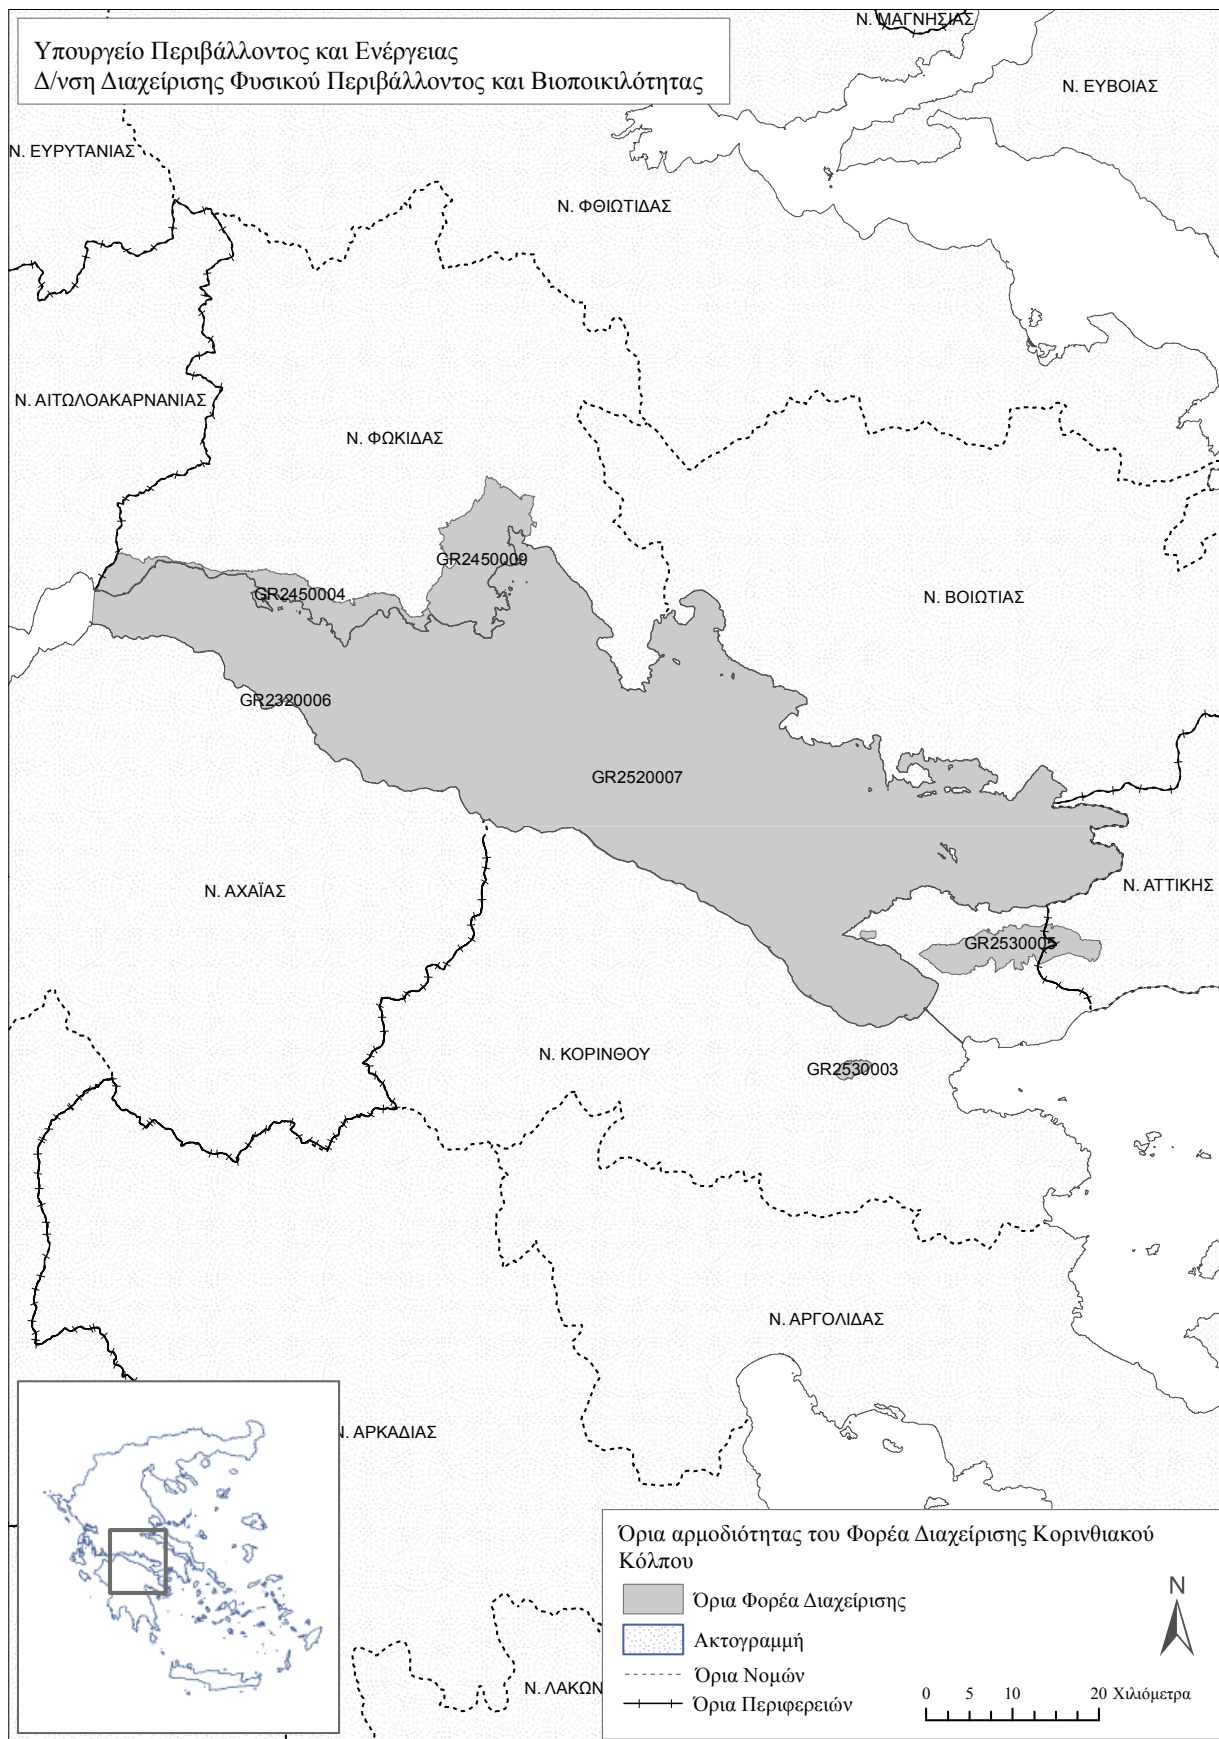 Υπουργείο Περιβάλλοντος και Ενέργειας
Δ/νση Διαχείρισης Φυσικού Περιβάλλοντος και Βιοποικιλότητας
Ν. ΜΑΓΝΗΣΙΑΣ
Ν. ΕΥΒΟΙΑΣ
Ν. ΕΥΡΥΤΑΝΙΑΣ
Ν. ΦΘΙΩΤΙΔΑΣ
Ν. ΑΙΤΩΛΟΑΚΑΡΝΑΝΙΑΣ
Ν. ΦΩΚΙΔΑΣ
GR2450009
GR2450004
Ν. ΒΟΙΩΤΙΑΣ
GR2320006
GR2520007
Ν. ΑΧΑΪΑΣ
Ν. ΑΤΤΙΚΗΣ
GR2530005
Ν. ΚΟΡΙΝΘΟΥ
GR2530003
Ν. ΑΡΓΟΛΙΔΑΣ
Ν. ΑΡΚΑΔΙΑΣ
Ν. ΛΑΚΩΝ
Όρια αρμοδιότητας του Φορέα Διαχείρισης Κορινθιακού
Κόλπου
Όρια Φορέα Διαχείρισης
Ακτογραμμή
Όρια Νομών
Όρια Περιφερειών
N
0 5 10 20 Χιλιόμετρα